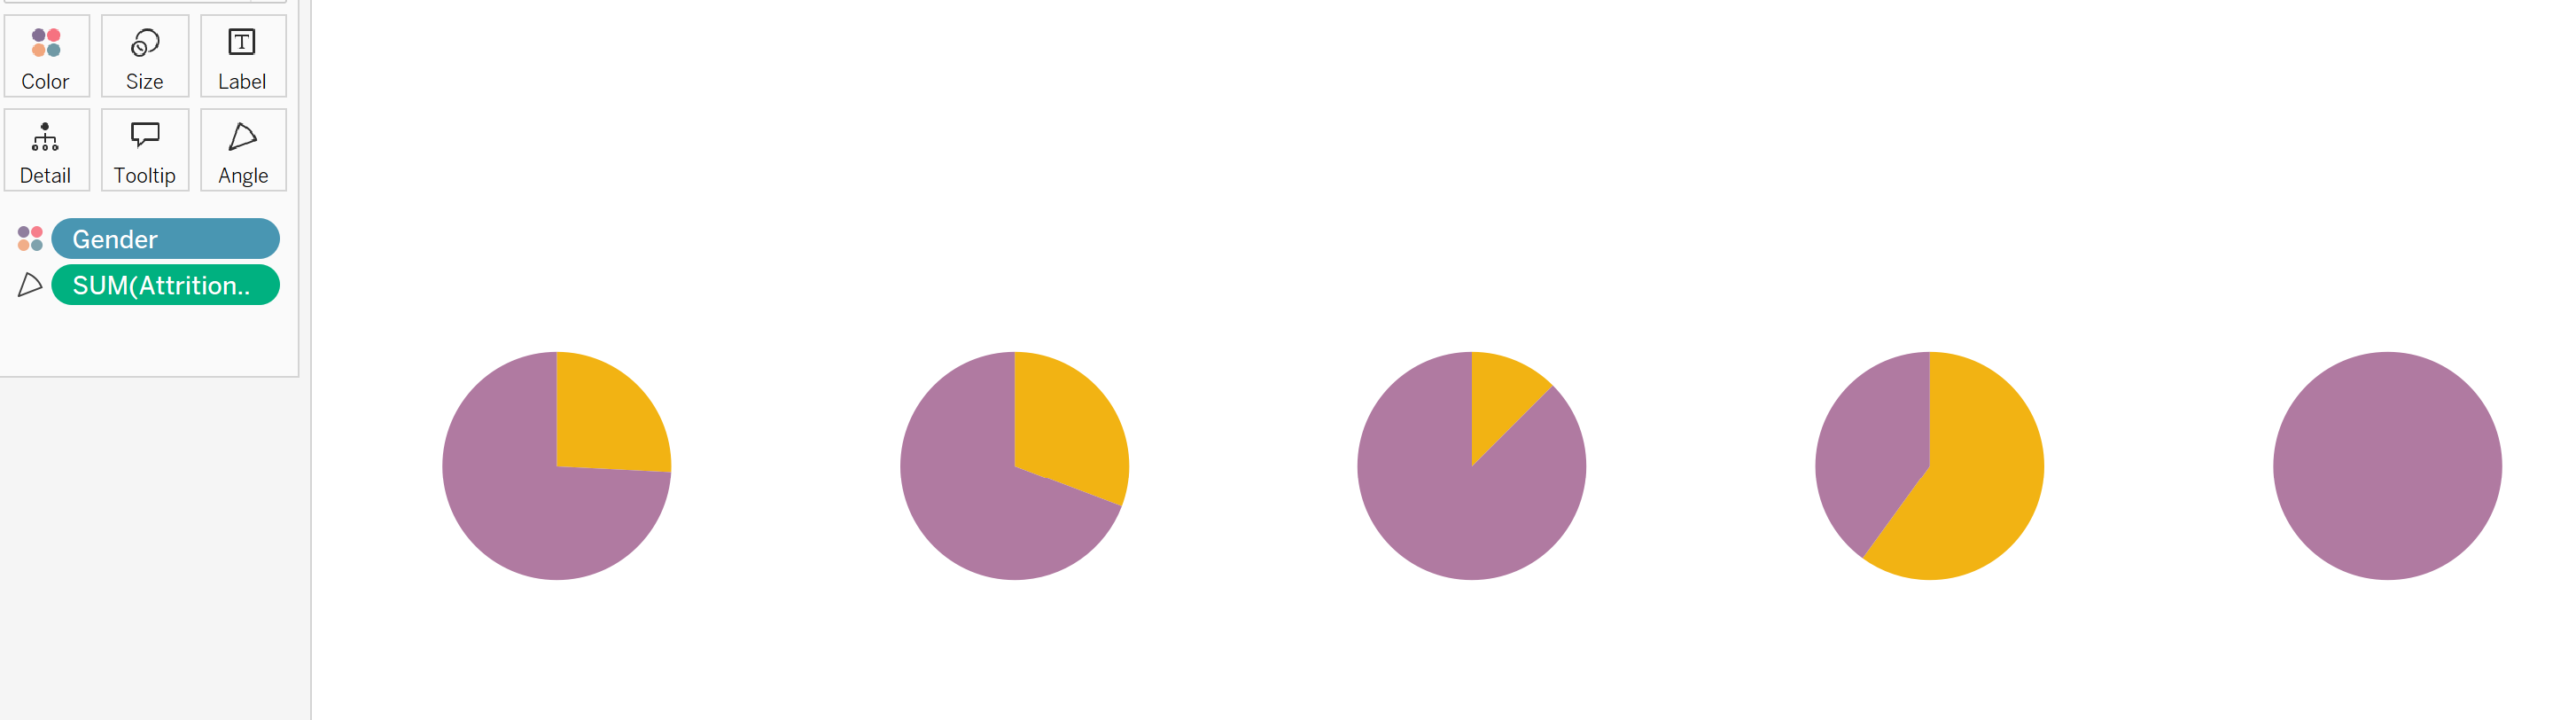 Color Size Label
Detail Tooltip Angle
Gender
SUM(Attrition..